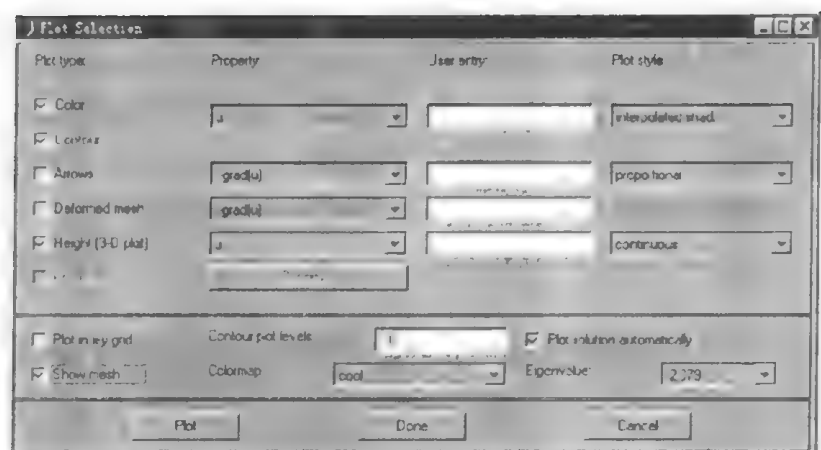 Plot Selection
Plot type: Property: User entry: Plot style:
Color u interpolated shad.
Contour
Arrows -grad(u) proportional
Deformed mesh -grad(u)
Height (3-D plot) u continuous
Plot in x-y grid Contour plot levels: Plot solution automatically
Show mesh Colormap: cool Eigenvalue: 2.079
Plot Done Cancel